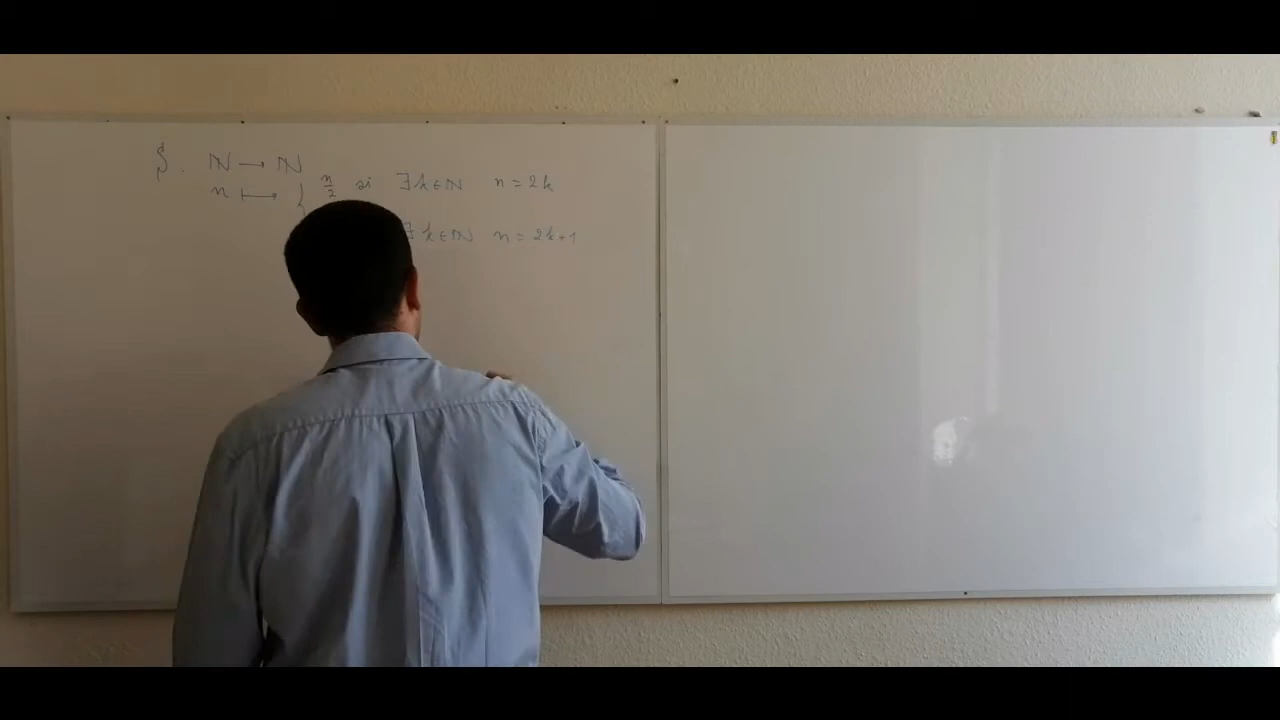 f. ℕ → ℕ
n ⟼ { n/2 si ∃ k ∈ ℕ n = 2k
∃ k ∈ ℕ n = 2k+1